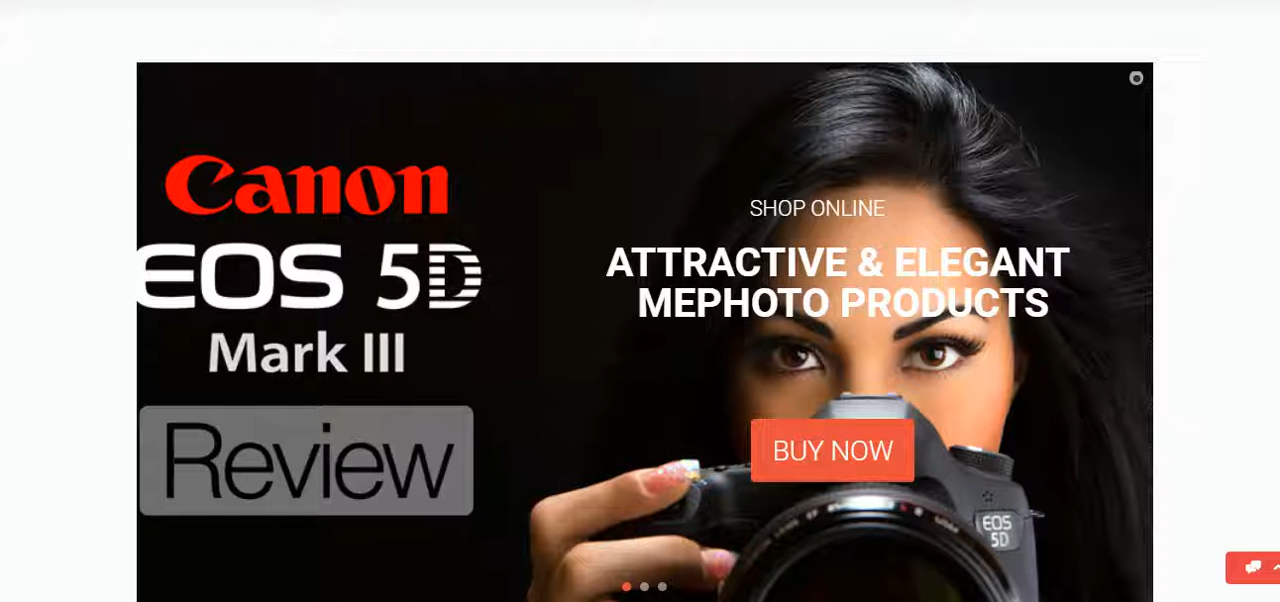 Canon
EOS 5D
Mark III
Review
SHOP ONLINE
ATTRACTIVE & ELEGANT
MEPHOTO PRODUCTS
BUY NOW
EOS
5D